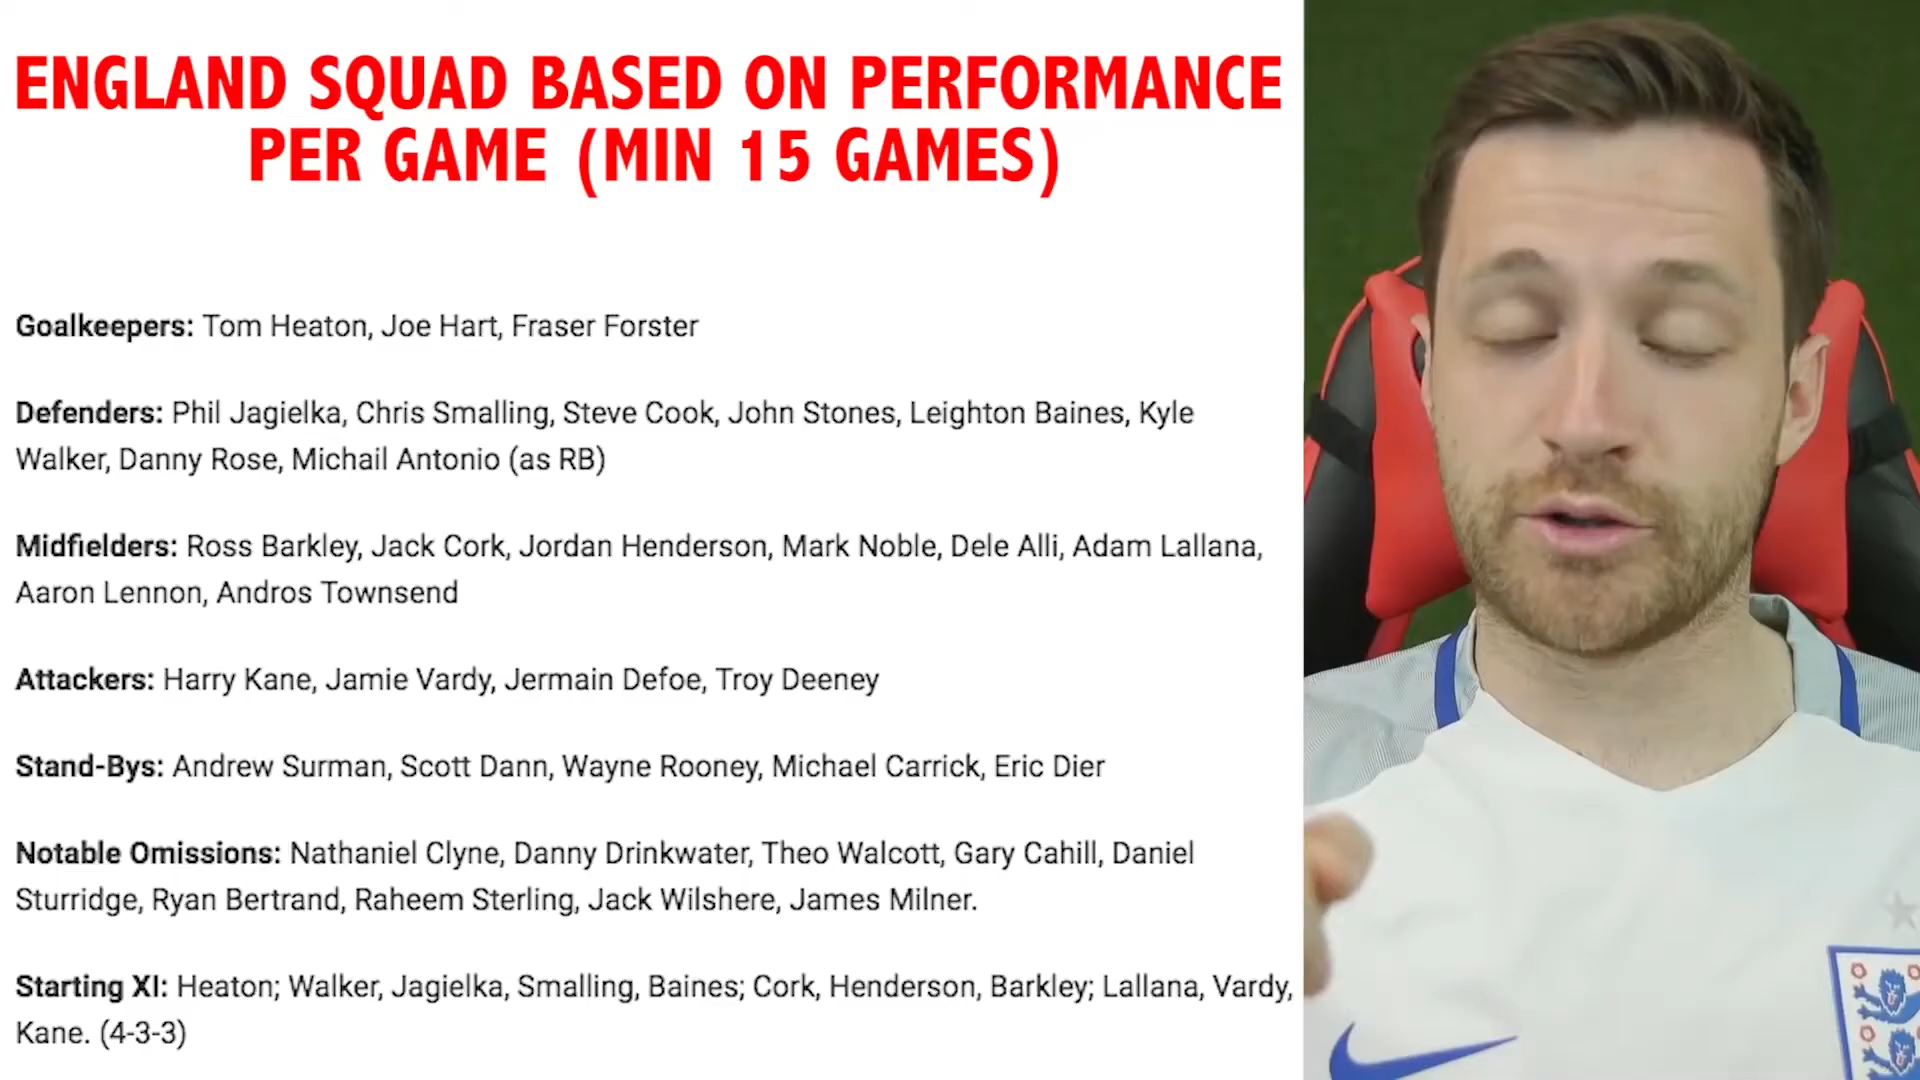 ENGLAND SQUAD BASED ON PERFORMANCE
PER GAME (MIN 15 GAMES)
Goalkeepers: Tom Heaton, Joe Hart, Fraser Forster
Defenders: Phil Jagielka, Chris Smalling, Steve Cook, John Stones, Leighton Baines, Kyle
Walker, Danny Rose, Michail Antonio (as RB)
Midfielders: Ross Barkley, Jack Cork, Jordan Henderson, Mark Noble, Dele Alli, Adam Lallana,
Aaron Lennon, Andros Townsend
Attackers: Harry Kane, Jamie Vardy, Jermain Defoe, Troy Deeney
Stand-Bys: Andrew Surman, Scott Dann, Wayne Rooney, Michael Carrick, Eric Dier
Notable Omissions: Nathaniel Clyne, Danny Drinkwater, Theo Walcott, Gary Cahill, Daniel
Sturridge, Ryan Bertrand, Raheem Sterling, Jack Wilshere, James Milner.
Starting XI: Heaton; Walker, Jagielka, Smalling, Baines; Cork, Henderson, Barkley; Lallana, Vardy,
Kane. (4-3-3)